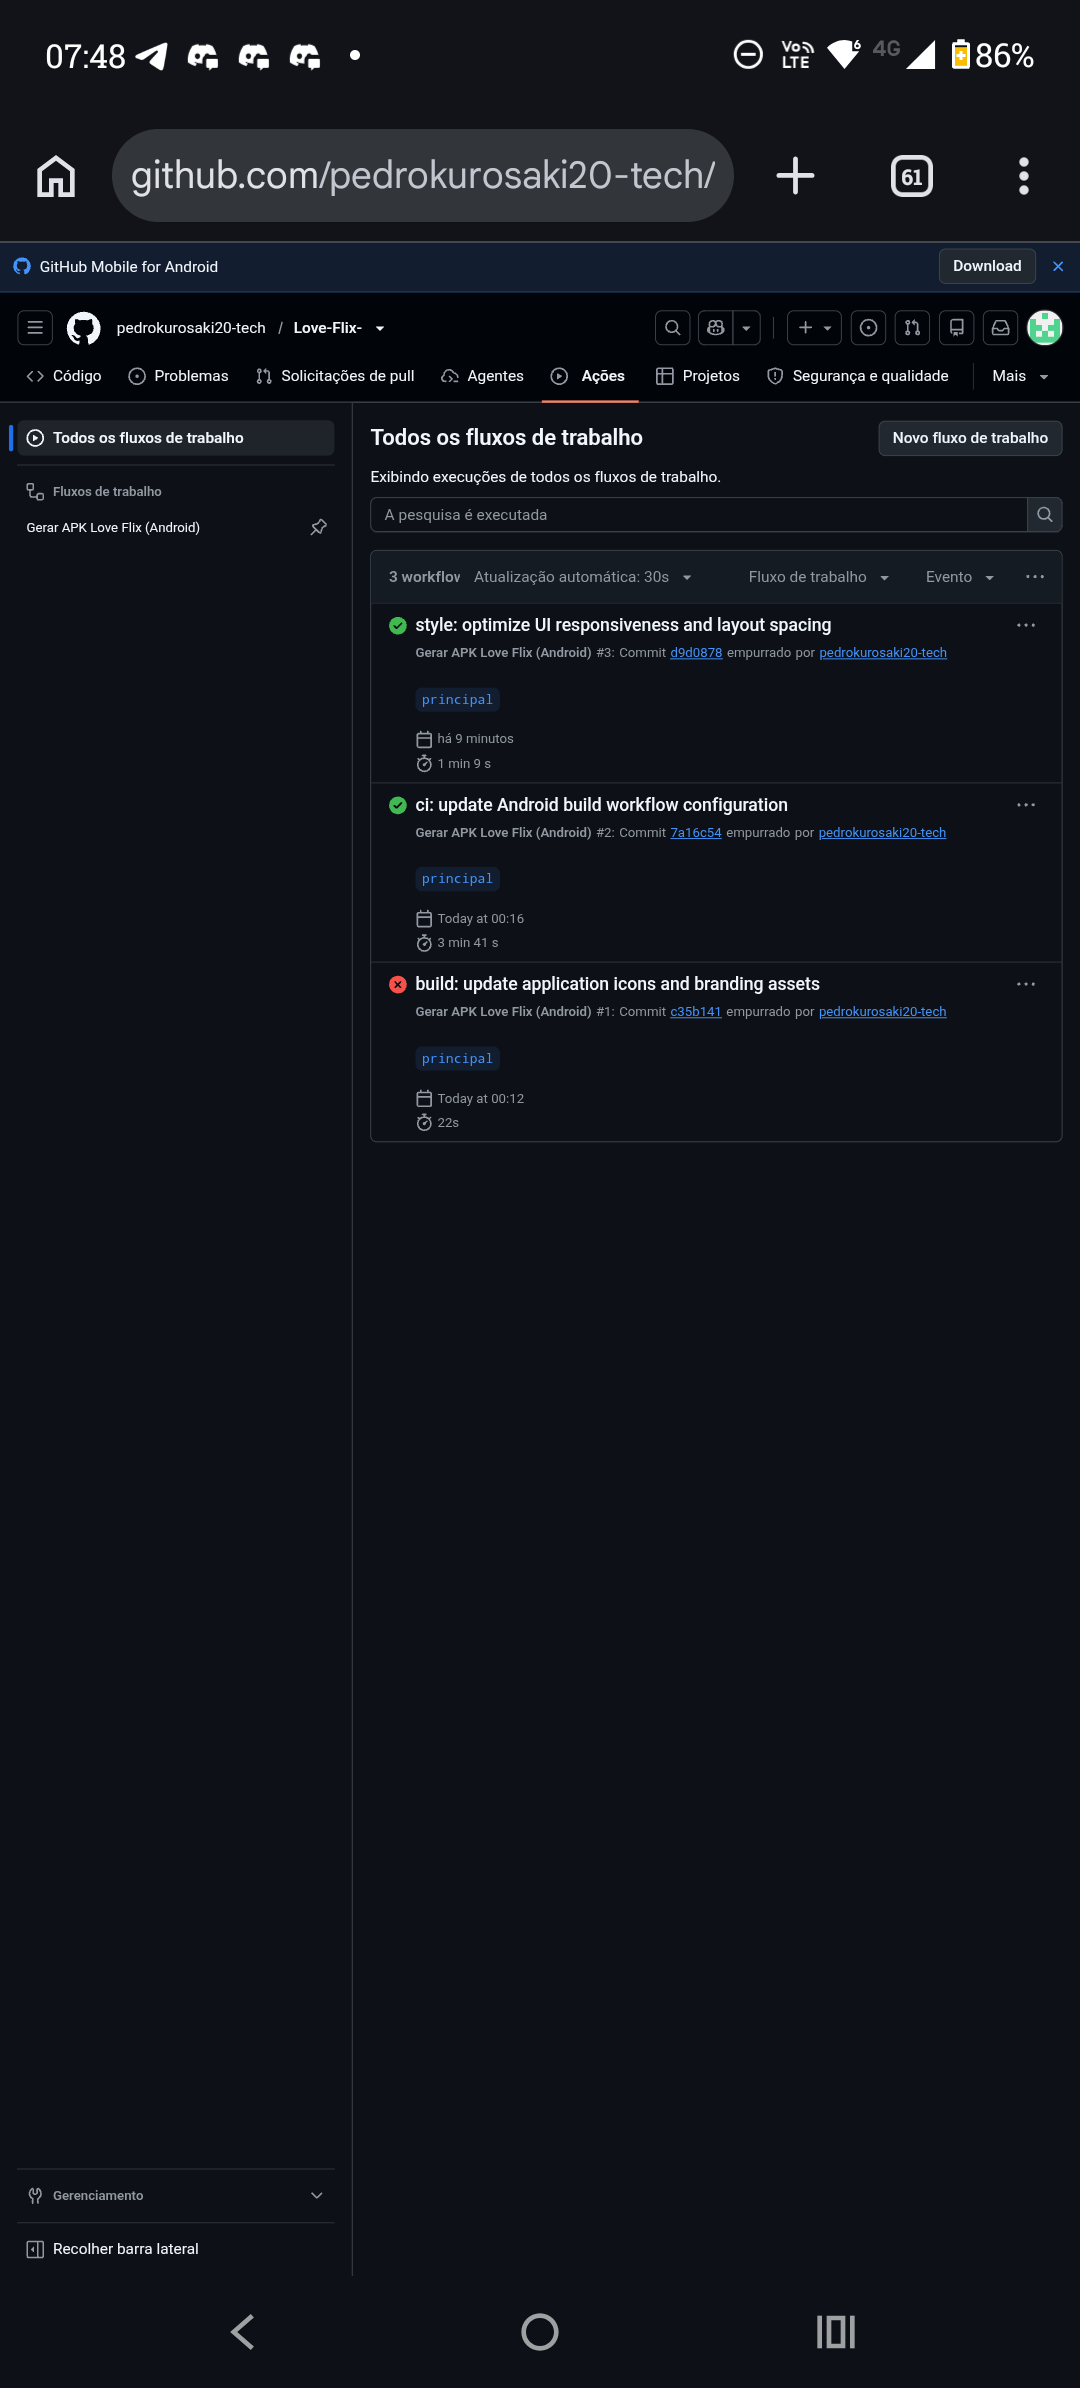 07:48
Vo LTE
6
4G
86%
github.com/pedrokurosaki20-tech/
61
GitHub Mobile for Android
Download
pedrokurosaki20-tech / Love-Flix-
Código
Problemas
Solicitações de pull
Agentes
Ações
Projetos
Segurança e qualidade
Mais
Todos os fluxos de trabalho
Fluxos de trabalho
Gerar APK Love Flix (Android)
Todos os fluxos de trabalho
Novo fluxo de trabalho
Exibindo execuções de todos os fluxos de trabalho.
A pesquisa é executada
3 workflow
Atualização automática: 30s
Fluxo de trabalho
Evento
style: optimize UI responsiveness and layout spacing
Gerar APK Love Flix (Android) #3: Commit d9d0878 empurrado por pedrokurosaki20-tech
principal
há 9 minutos
1 min 9 s
ci: update Android build workflow configuration
Gerar APK Love Flix (Android) #2: Commit 7a16c54 empurrado por pedrokurosaki20-tech
principal
Today at 00:16
3 min 41 s
build: update application icons and branding assets
Gerar APK Love Flix (Android) #1: Commit c35b141 empurrado por pedrokurosaki20-tech
principal
Today at 00:12
22s
Gerenciamento
Recolher barra lateral